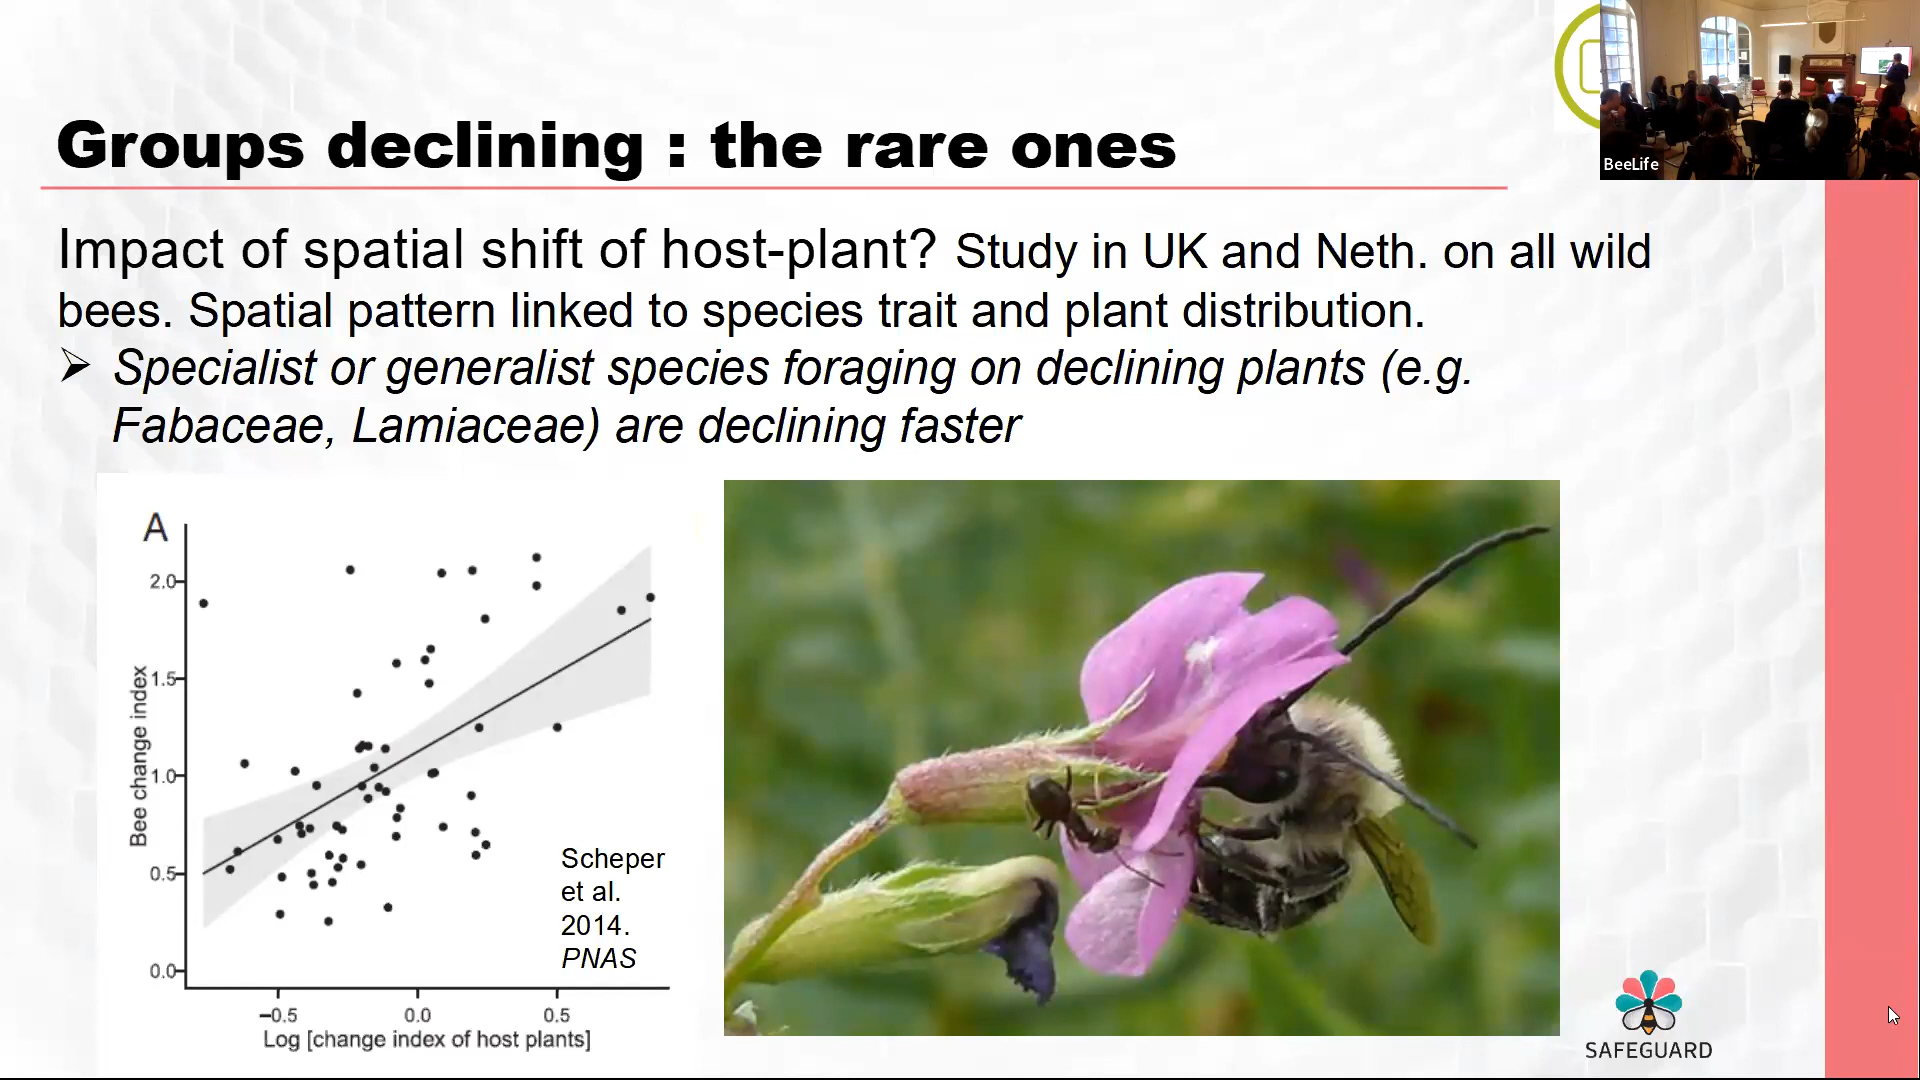 BeeLife
Groups declining : the rare ones
Impact of spatial shift of host-plant? Study in UK and Neth. on all wild
bees. Spatial pattern linked to species trait and plant distribution.
➢ Specialist or generalist species foraging on declining plants (e.g.
Fabaceae, Lamiaceae) are declining faster
A
2.0
1.5
1.0
0.5
0.0
Bee change index
−0.5 0.0 0.5
Log [change index of host plants]
Scheper
et al.
2014.
PNAS
SAFEGUARD